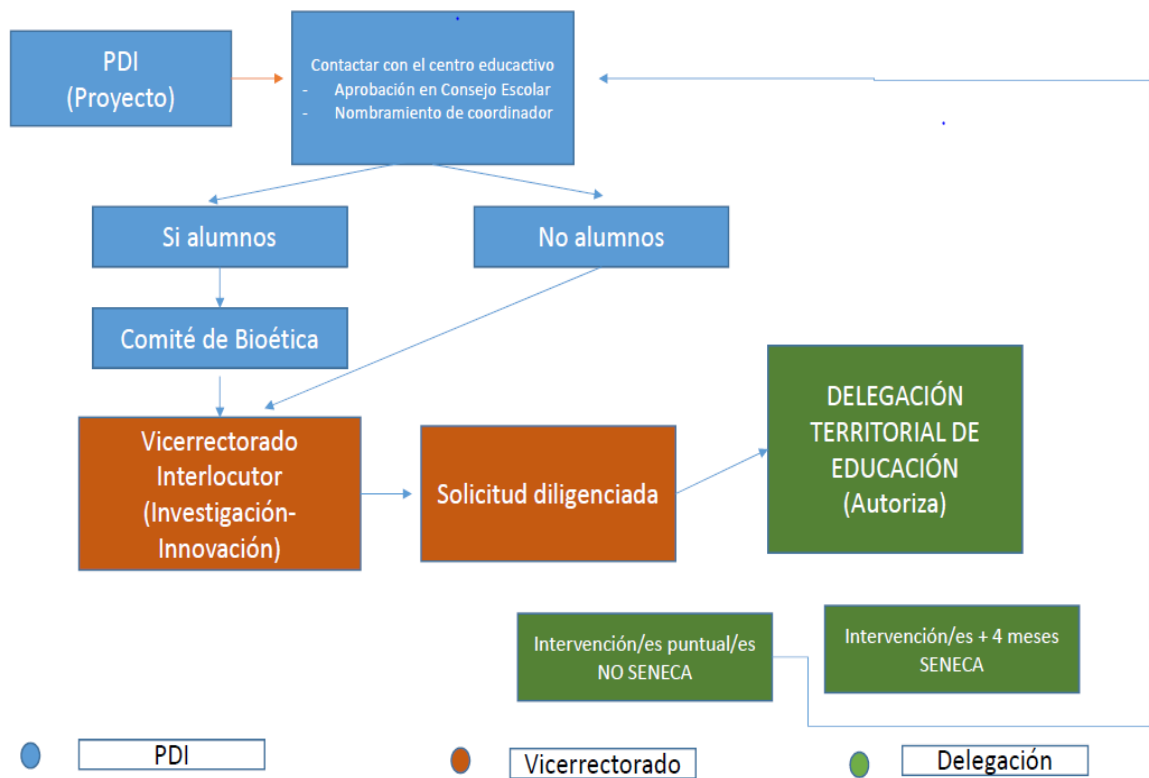 PDI
(Proyecto)
Contactar con el centro educactivo
- Aprobación en Consejo Escolar
- Nombramiento de coordinador
Si alumnos
No alumnos
Comité de Bioética
Vicerrectorado
Interlocutor
(Investigación-
Innovación)
Solicitud diligenciada
DELEGACIÓN
TERRITORIAL DE
EDUCACIÓN
(Autoriza)
Intervención/es puntual/es
NO SENECA
Intervención/es + 4 meses
SENECA
PDI
Vicerrectorado
Delegación